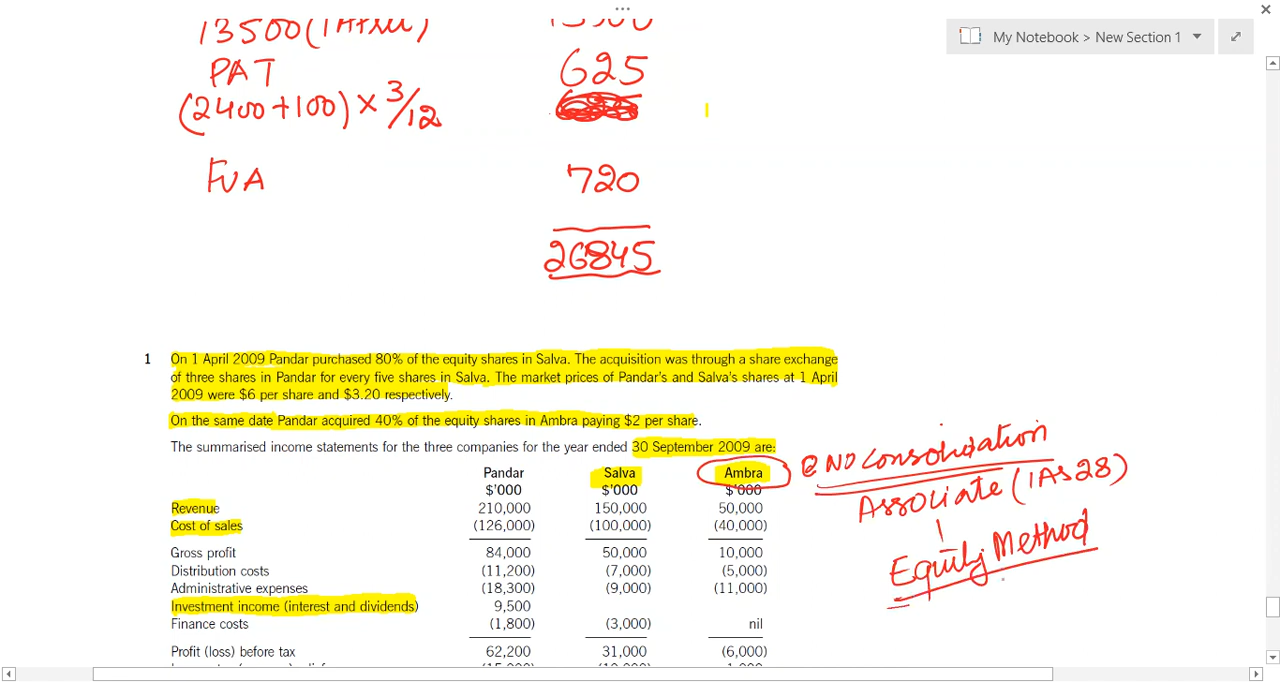 My Notebook > New Section 1
13500 (1 April)
13500
PAT
625
(2400+100) × 3/12
FVA
720
26845
1 On 1 April 2009 Pandar purchased 80% of the equity shares in Salva. The acquisition was through a share exchange
of three shares in Pandar for every five shares in Salva. The market prices of Pandar's and Salva's shares at 1 April
2009 were $6 per share and $3.20 respectively.
On the same date Pandar acquired 40% of the equity shares in Ambra paying $2 per share.
The summarised income statements for the three companies for the year ended 30 September 2009 are:
Pandar Salva Ambra
$'000 $'000 $'000
Revenue 210,000 150,000 50,000
Cost of sales (126,000) (100,000) (40,000)
Gross profit 84,000 50,000 10,000
Distribution costs (11,200) (7,000) (5,000)
Administrative expenses (18,300) (9,000) (11,000)
Investment income (interest and dividends) 9,500
Finance costs (1,800) (3,000) nil
Profit (loss) before tax 62,200 31,000 (6,000)
No Consolidation
Associate (IAS 28)
Equity Method